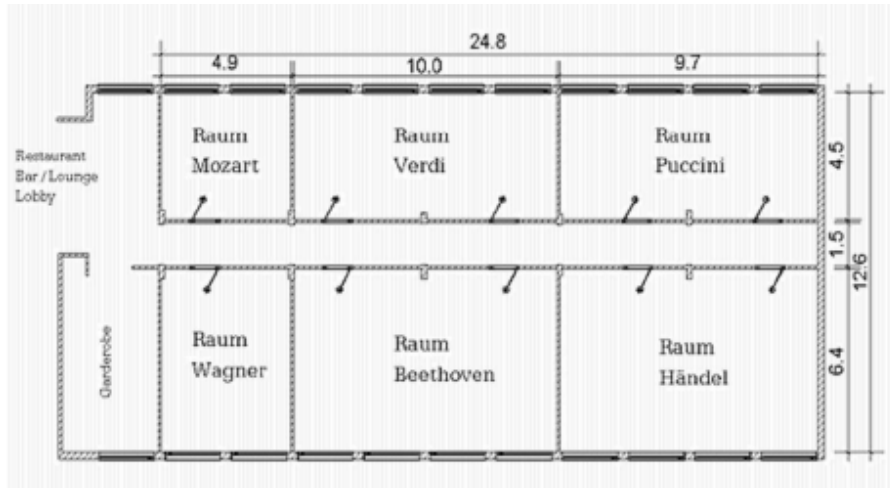 24.8
4.9
10.0
9.7
Raum
Mozart
Raum
Verdi
Raum
Puccini
4.5
Restaurant
Bar / Lounge
Lobby
1.5
12.6
Garderobe
Raum
Wagner
Raum
Beethoven
Raum
Händel
6.4